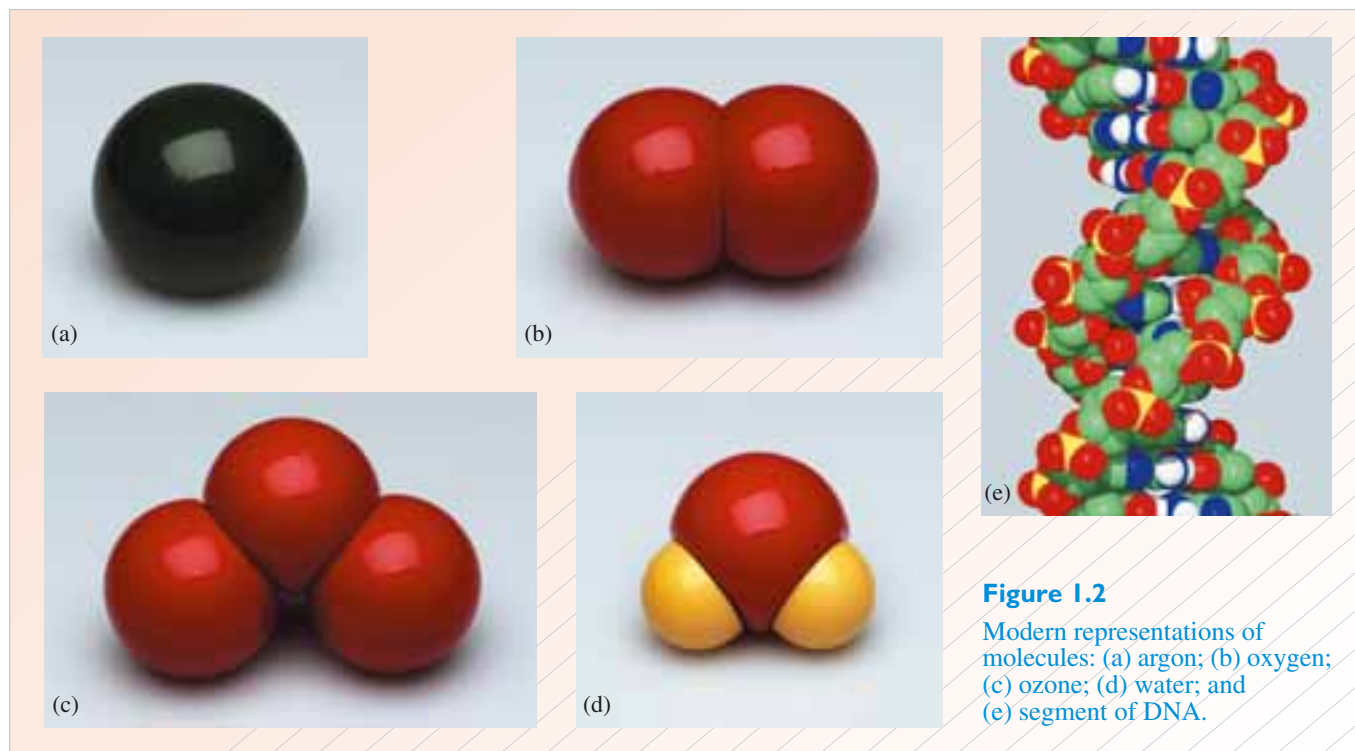 (a)
(b)
(c)
(d)
(e)
Figure 1.2
Modern representations of
molecules: (a) argon; (b) oxygen;
(c) ozone; (d) water; and
(e) segment of DNA.